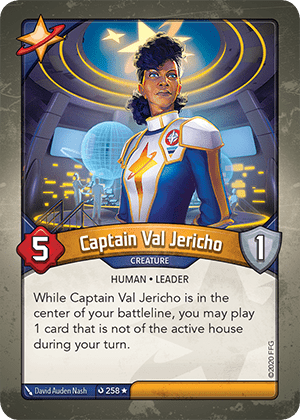 Captain Val Jericho
5
1
CREATURE
HUMAN • LEADER
While Captain Val Jericho is in the
center of your battleline, you may play
1 card that is not of the active house
during your turn.
©2020 FFG
David Auden Nash
258 ★